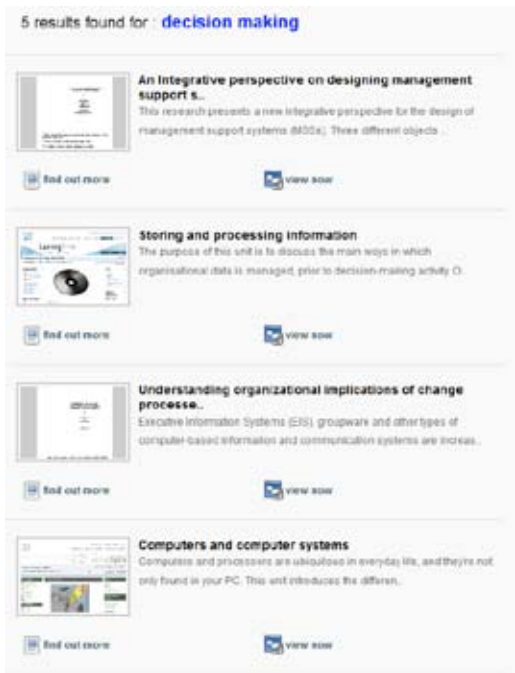 5 results found for : decision making
An Integrative perspective on designing management
support s..
This research presents a new integrative perspective for the design of
management support systems (MSSs). Three different objects ..
find out more
view now
Storing and processing information
The purpose of this unit is to discuss the main ways in which
organisational data is managed, prior to decision-making activity O..
find out more
view now
Understanding organizational implications of change
processe..
Executive Information Systems (EIS), groupware and other types of
computer-based information and communication systems are increas..
find out more
view now
Computers and computer systems
Computers and processors are ubiquitous in everyday life, and they're not
only found in your PC. This unit introduces the differen..
find out more
view now